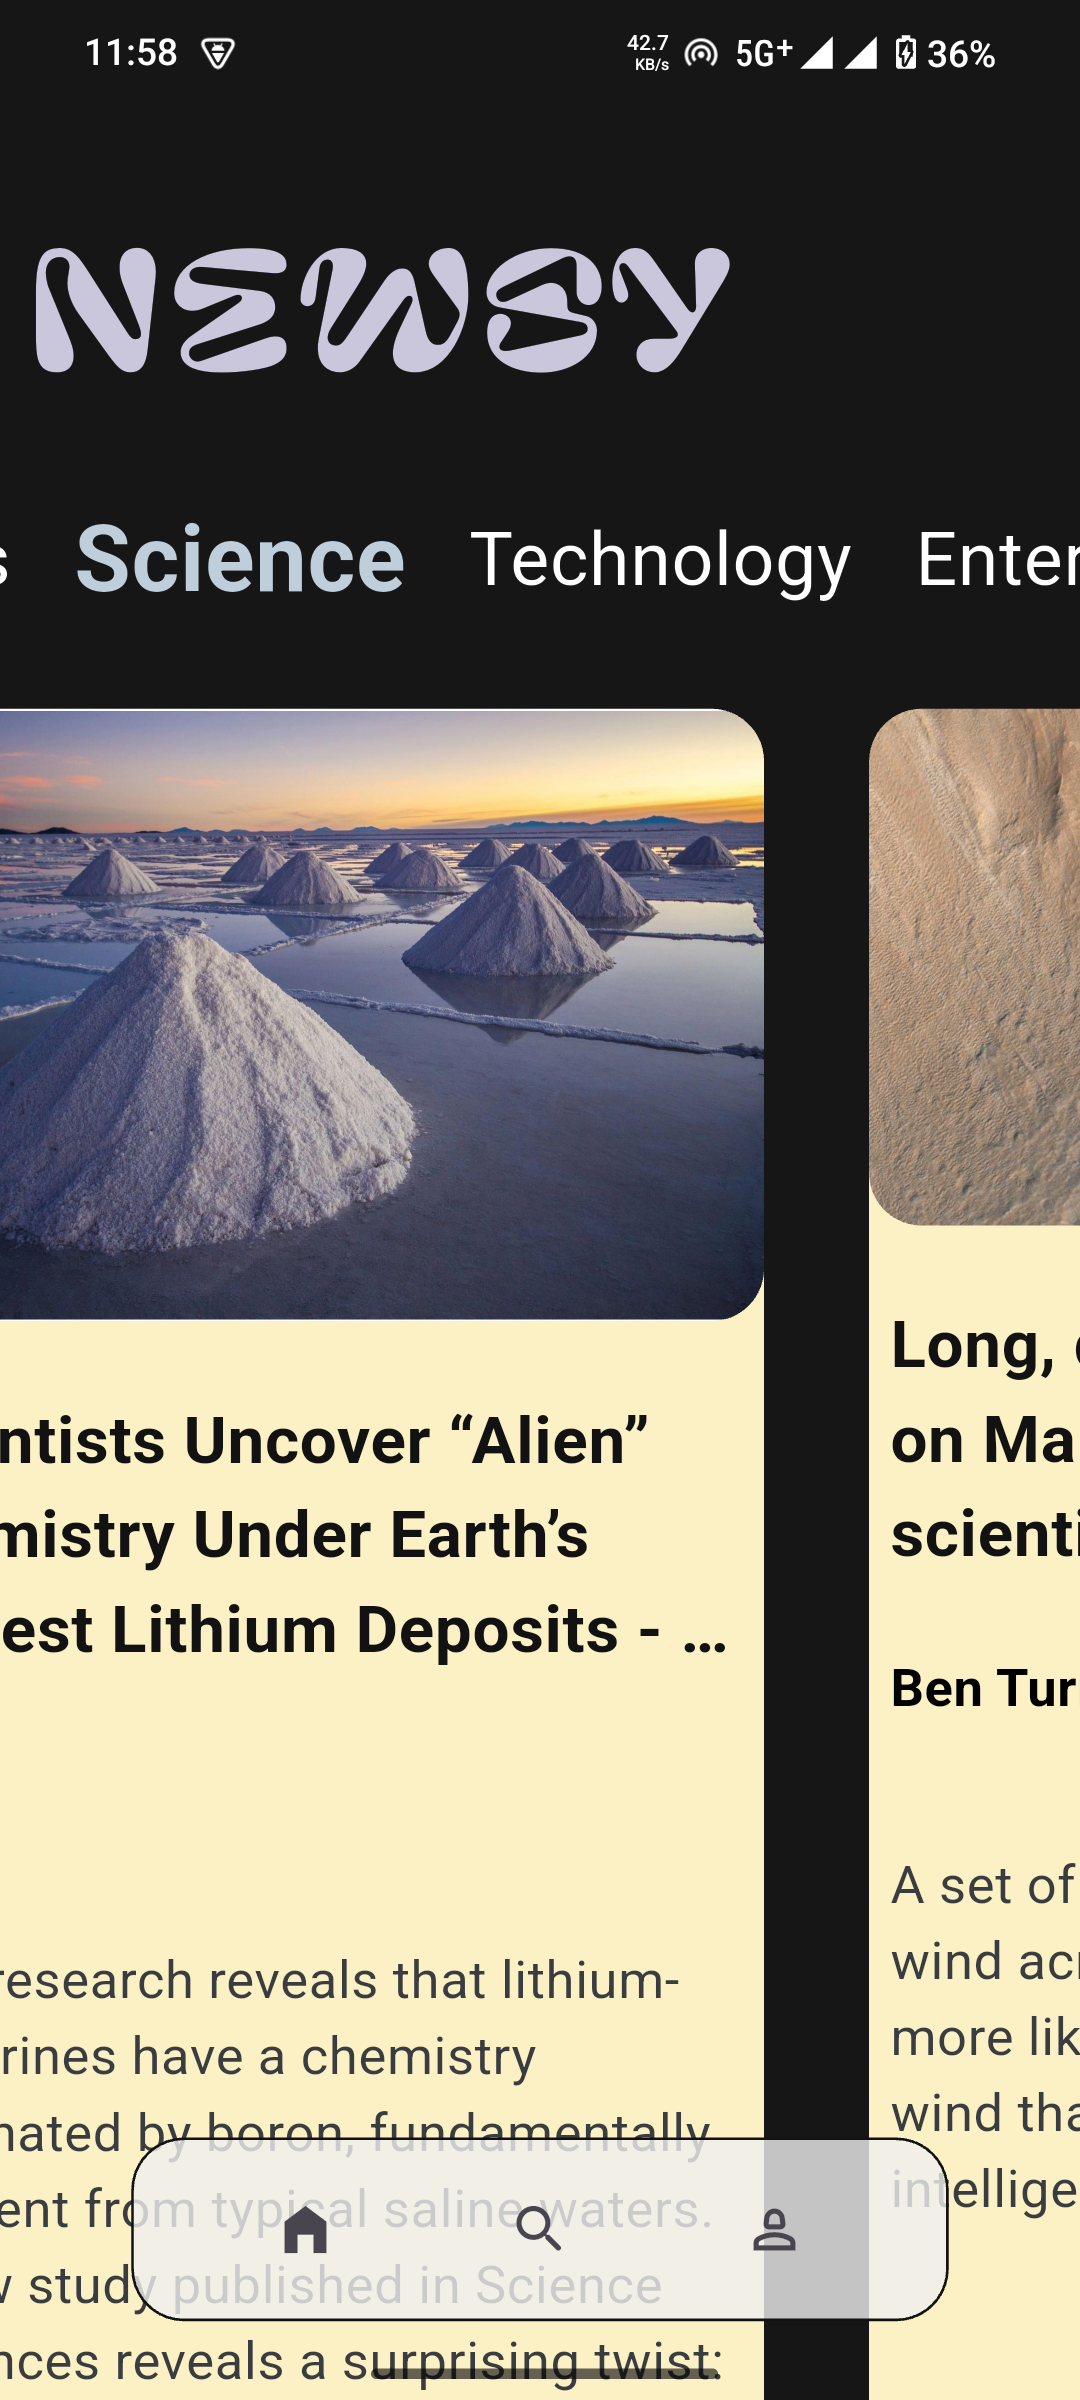 11:58 42.7 KB/s 5G+ 36%
NEWSY
s Science Technology Enter
ntists Uncover “Alien”
mistry Under Earth’s
est Lithium Deposits - …
research reveals that lithium-
rines have a chemistry
nated by boron, fundamentally
ent from typical saline waters.
w study published in Science
nces reveals a surprising twist:
Long,
on Ma
scienti
Ben Tur
A set of
wind acr
more lik
wind tha
intellige